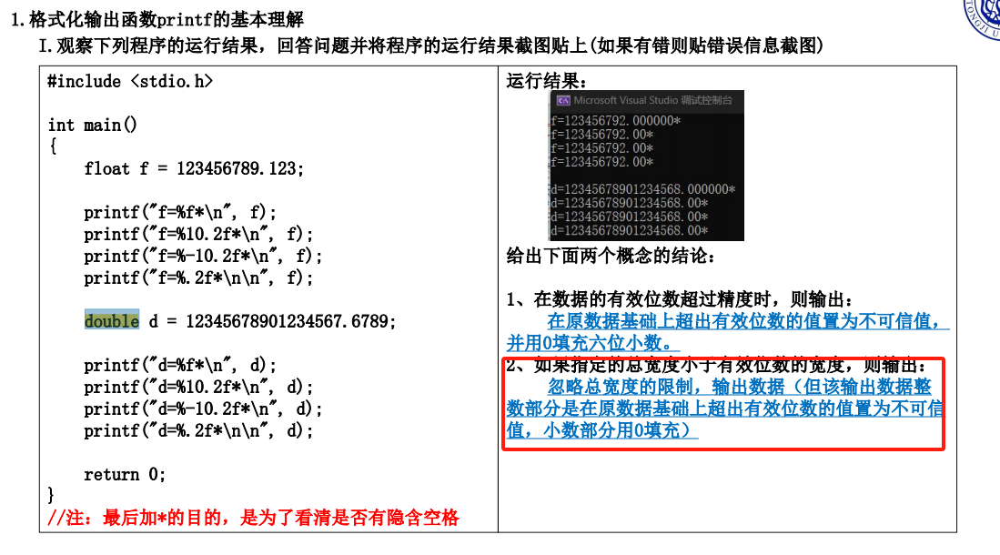 1.格式化输出函数printf的基本理解
I.观察下列程序的运行结果，回答问题并将程序的运行结果截图贴上(如果有错则贴错误信息截图)
#include <stdio.h>
int main()
{
float f = 123456789.123;
printf("f=%f*\n", f);
printf("f=%10.2f*\n", f);
printf("f=%-10.2f*\n", f);
printf("f=%.2f*\n\n", f);
double d = 12345678901234567.6789;
printf("d=%f*\n", d);
printf("d=%10.2f*\n", d);
printf("d=%-10.2f*\n", d);
printf("d=%.2f*\n\n", d);
return 0;
}
//注：最后加*的目的，是为了看清是否有隐含空格
运行结果：
Microsoft Visual Studio 调试控制台
f=123456792.000000*
f=123456792.00*
f=123456792.00*
f=123456792.00*
d=12345678901234568.000000*
d=12345678901234568.00*
d=12345678901234568.00*
d=12345678901234568.00*
给出下面两个概念的结论：
1、在数据的有效位数超过精度时，则输出：
在原数据基础上超出有效位数的值置为不可信值，
并用0填充六位小数。
2、如果指定的总宽度小于有效位数的宽度，则输出：
忽略总宽度的限制，输出数据（但该输出数据整
数部分是在原数据基础上超出有效位数的值置为不可信
值，小数部分用0填充）